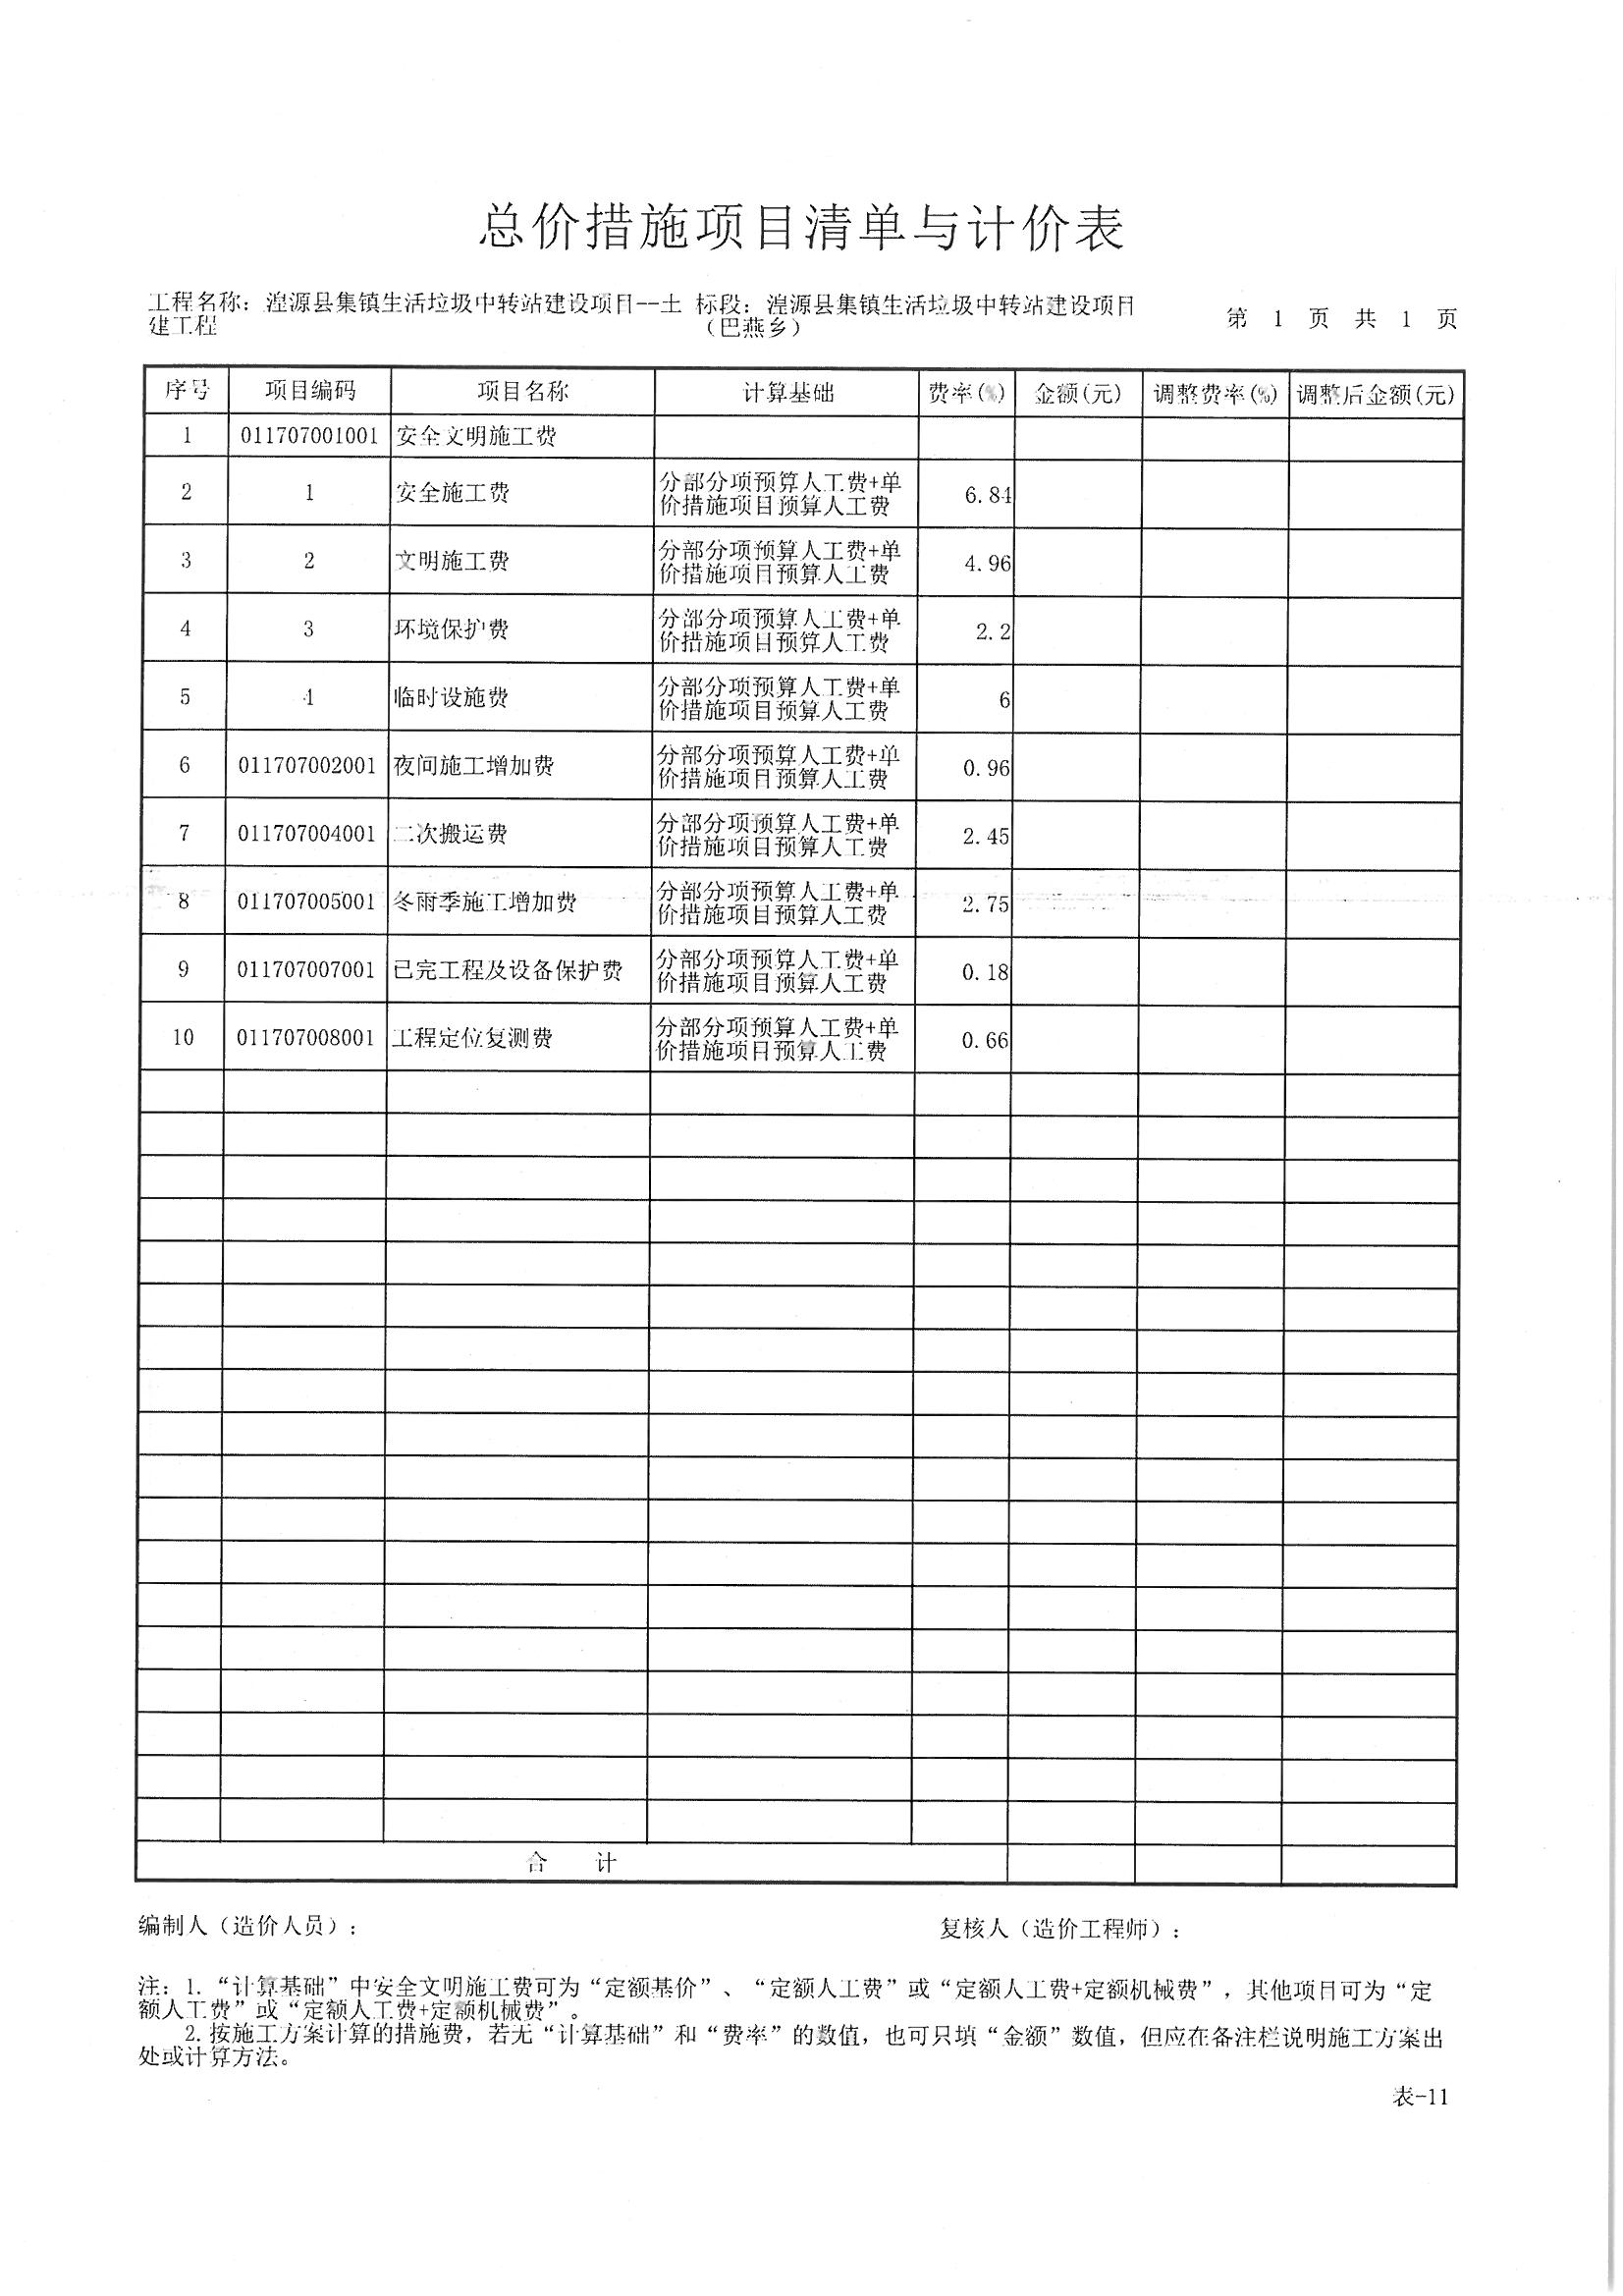 总价措施项目清单与计价表
工程名称：湟源县集镇生活垃圾中转站建设项目--土 标段：湟源县集镇生活垃圾中转站建设项目
建工程 （巴燕乡） 第 1 页 共 1 页
序号 项目编码 项目名称 计算基础 费率(%) 金额(元) 调整费率(%) 调整后金额(元)
1 011707001001 安全文明施工费
2 1 安全施工费 分部分项预算人工费+单 6.84
价措施项目预算人工费
3 2 文明施工费 分部分项预算人工费+单 4.96
价措施项目预算人工费
4 3 环境保护费 分部分项预算人工费+单 2.2
价措施项目预算人工费
5 4 临时设施费 分部分项预算人工费+单 6
价措施项目预算人工费
6 011707002001 夜间施工增加费 分部分项预算人工费+单 0.96
价措施项目预算人工费
7 011707004001 二次搬运费 分部分项预算人工费+单 2.45
价措施项目预算人工费
8 011707005001 冬雨季施工增加费 分部分项预算人工费+单 2.75
价措施项目预算人工费
9 011707007001 已完工程及设备保护费 分部分项预算人工费+单 0.18
价措施项目预算人工费
10 011707008001 工程定位复测费 分部分项预算人工费+单 0.66
价措施项目预算人工费
合 计
编制人（造价人员）： 复核人（造价工程师）：
注：1.“计算基础”中安全文明施工费可为“定额基价”、“定额人工费”或“定额人工费+定额机械费”，其他项目可为“定
额人工费”或“定额人工费+定额机械费”。
2.按施工方案计算的措施费，若无“计算基础”和“费率”的数值，也可只填“金额”数值，但应在备注栏说明施工方案出
处或计算方法。
表-11